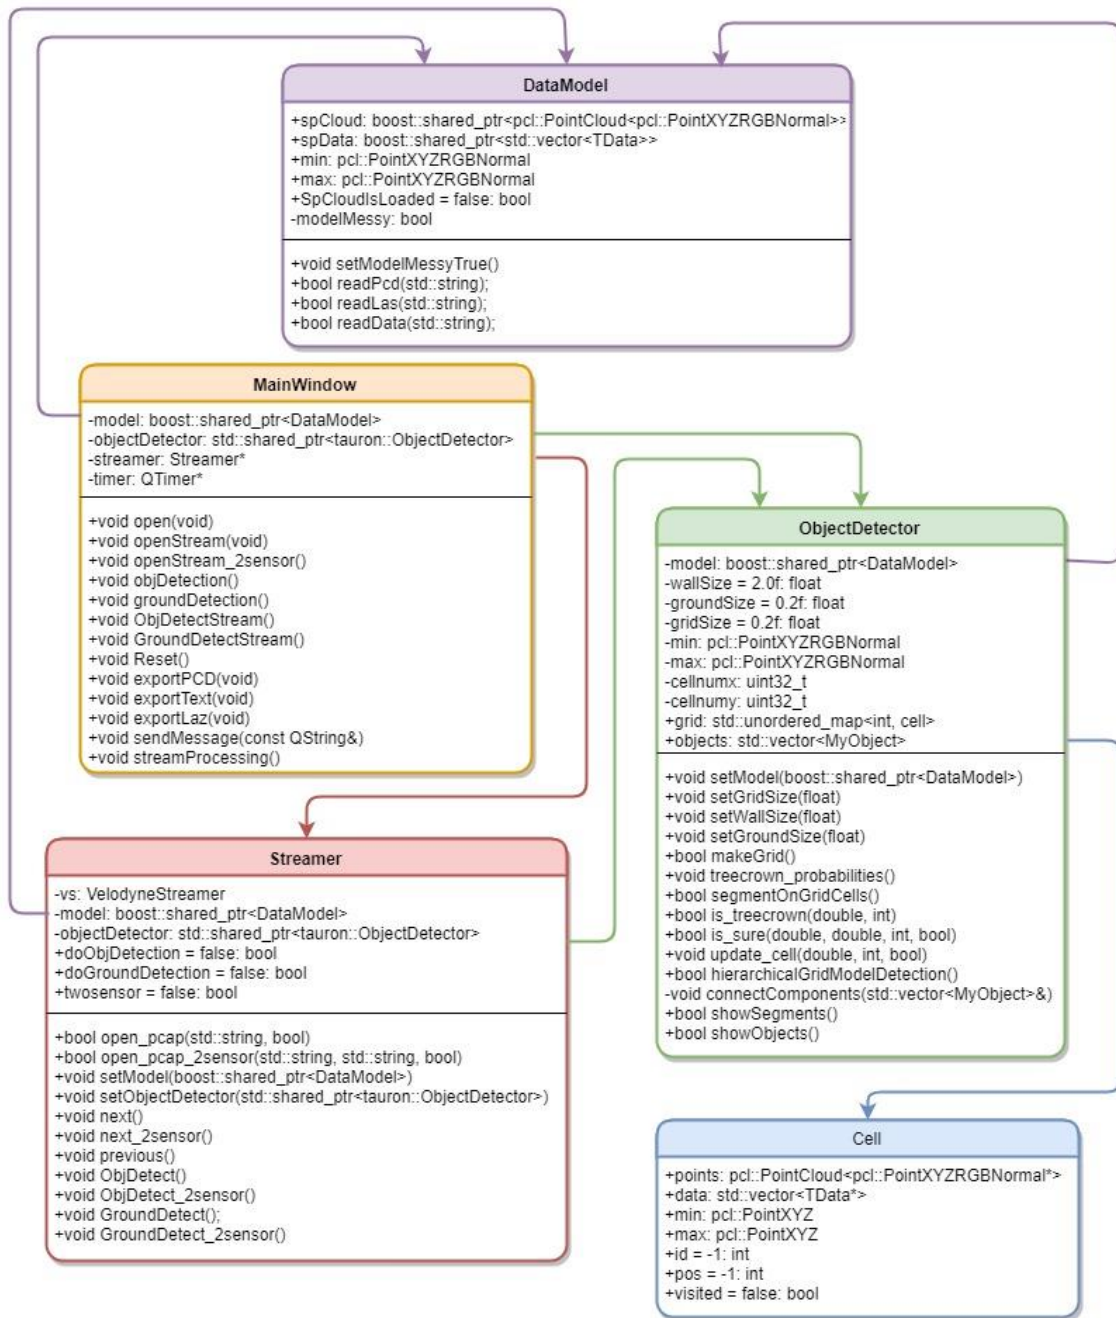 DataModel
+spCloud: boost::shared_ptr<pcl::PointCloud<pcl::PointXYZRGBNormal>>
+spData: boost::shared_ptr<std::vector<TData>>
+min: pcl::PointXYZRGBNormal
+max: pcl::PointXYZRGBNormal
+SpCloudIsLoaded = false: bool
-modelMessy: bool
+void setModelMessyTrue()
+bool readPcd(std::string);
+bool readLas(std::string);
+bool readData(std::string);
MainWindow
-model: boost::shared_ptr<DataModel>
-objectDetector: std::shared_ptr<tauron::ObjectDetector>
-streamer: Streamer*
-timer: QTimer*
+void open(void)
+void openStream(void)
+void openStream_2sensor()
+void objDetection()
+void groundDetection()
+void ObjDetectStream()
+void GroundDetectStream()
+void Reset()
+void exportPCD(void)
+void exportText(void)
+void exportLaz(void)
+void sendMessage(const QString&)
+void streamProcessing()
ObjectDetector
-model: boost::shared_ptr<DataModel>
-wallSize = 2.0f: float
-groundSize = 0.2f: float
-gridSize = 0.2f: float
-min: pcl::PointXYZRGBNormal
-max: pcl::PointXYZRGBNormal
-cellnumx: uint32_t
-cellnumy: uint32_t
+grid: std::unordered_map<int, cell>
+objects: std::vector<MyObject>
+void setModel(boost::shared_ptr<DataModel>)
+void setGridSize(float)
+void setWallSize(float)
+void setGroundSize(float)
+bool makeGrid()
+void treecrown_probabilities()
+bool segmentOnGridCells()
+bool is_treecrown(double, int)
+bool is_sure(double, double, int, bool)
+void update_cell(double, int, bool)
+bool hierarchicalGridModelDetection()
-void connectComponents(std::vector<MyObject>&)
+bool showSegments()
+bool showObjects()
Streamer
-vs: VelodyneStreamer
-model: boost::shared_ptr<DataModel>
-objectDetector: std::shared_ptr<tauron::ObjectDetector>
+doObjDetection = false: bool
+doGroundDetection = false: bool
+twosensor = false: bool
+bool open_pcap(std::string, bool)
+bool open_pcap_2sensor(std::string, std::string, bool)
+void setModel(boost::shared_ptr<DataModel>)
+void setObjectDetector(std::shared_ptr<tauron::ObjectDetector>)
+void next()
+void next_2sensor()
+void previous()
+void ObjDetect()
+void ObjDetect_2sensor()
+void GroundDetect();
+void GroundDetect_2sensor()
Cell
+points: pcl::PointCloud<pcl::PointXYZRGBNormal*>
+data: std::vector<TData*>
+min: pcl::PointXYZ
+max: pcl::PointXYZ
+id = -1: int
+pos = -1: int
+visited = false: bool